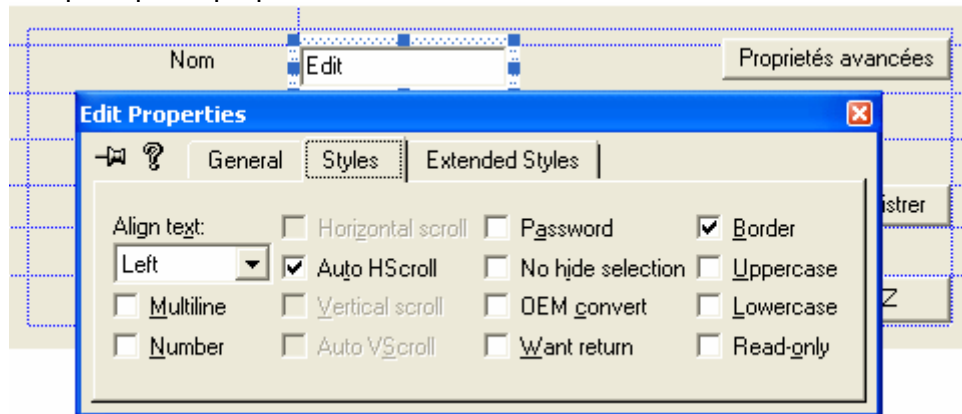 Nom
Edit
Proprietés avancées
Edit Properties
General Styles Extended Styles
istrer
Align text:
Horizontal scroll Password Border
Left Auto HScroll No hide selection Uppercase
Multiline Vertical scroll OEM convert Lowercase
Z
Number Auto VScroll Want return Read-only